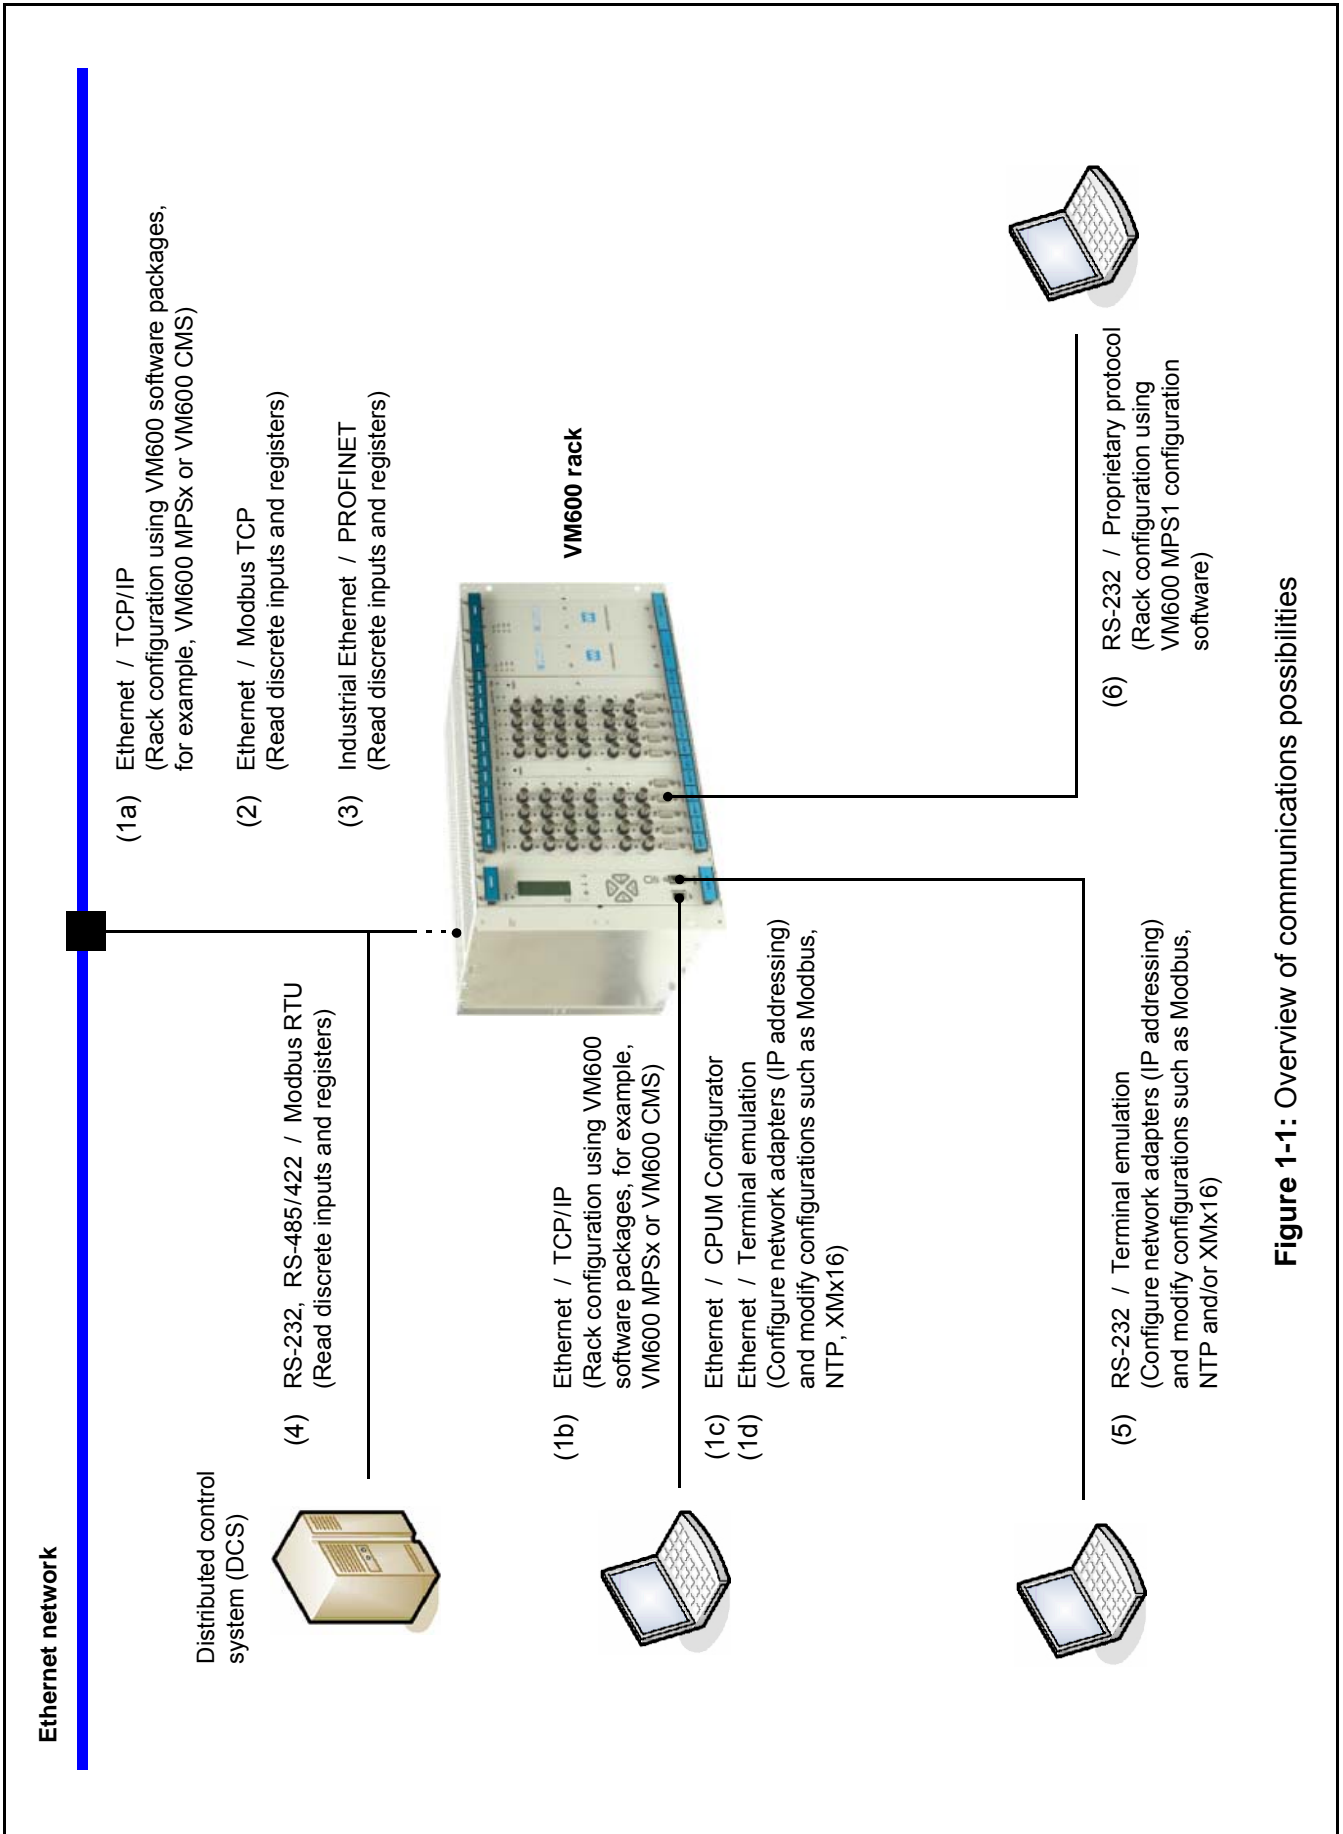 Ethernet network
(1a) Ethernet / TCP/IP
(Rack configuration using VM600 software packages,
for example, VM600 MPSx or VM600 CMS)
(2) Ethernet / Modbus TCP
(Read discrete inputs and registers)
(3) Industrial Ethernet / PROFINET
(Read discrete inputs and registers)
Distributed control
system (DCS)
(4) RS-232, RS-485/422 / Modbus RTU
(Read discrete inputs and registers)
VM600 rack
(1b) Ethernet / TCP/IP
(Rack configuration using VM600
software packages, for example,
VM600 MPSx or VM600 CMS)
(1c) Ethernet / CPUM Configurator
(1d) Ethernet / Terminal emulation
(Configure network adapters (IP addressing)
and modify configurations such as Modbus,
NTP, XMx16)
(5) RS-232 / Terminal emulation
(Configure network adapters (IP addressing)
and modify configurations such as Modbus,
NTP and/or XMx16)
(6) RS-232 / Proprietary protocol
(Rack configuration using
VM600 MPS1 configuration
software)
Figure 1-1: Overview of communications possibilities